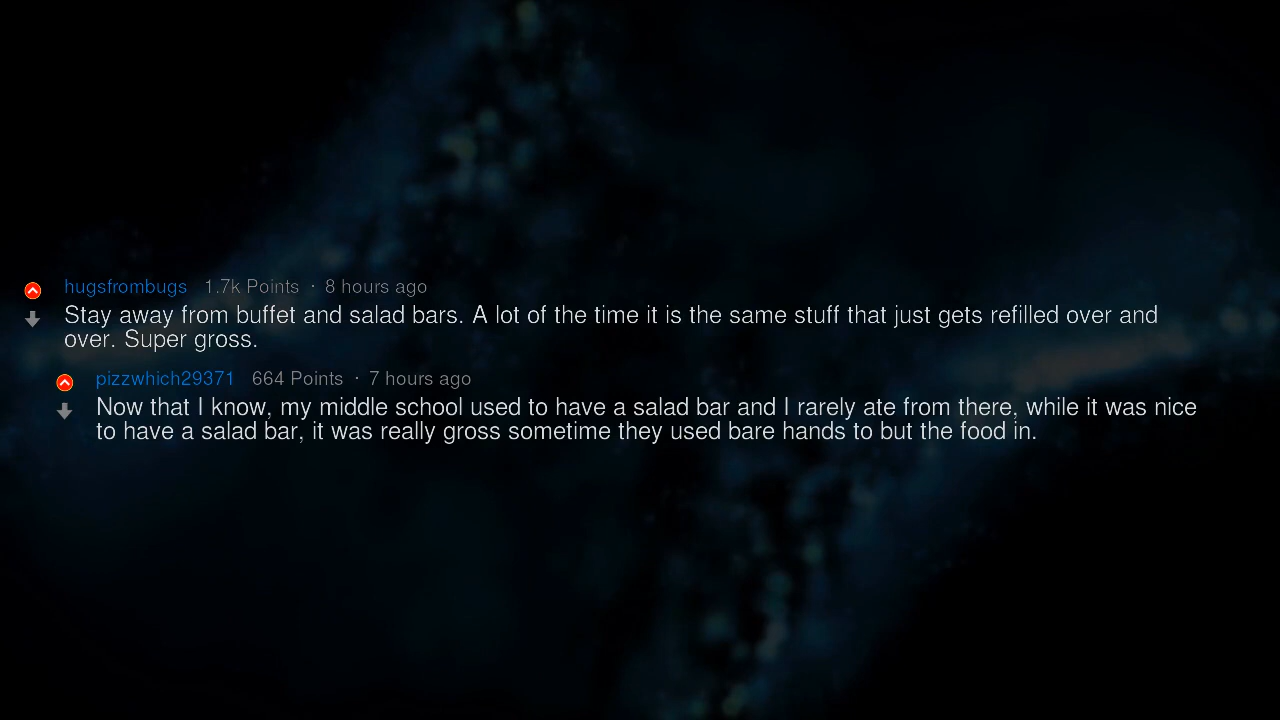 hugsfrombugs 1.7k Points · 8 hours ago
Stay away from buffet and salad bars. A lot of the time it is the same stuff that just gets refilled over and
over. Super gross.
pizzwhich29371 664 Points · 7 hours ago
Now that I know, my middle school used to have a salad bar and I rarely ate from there, while it was nice
to have a salad bar, it was really gross sometime they used bare hands to but the food in.